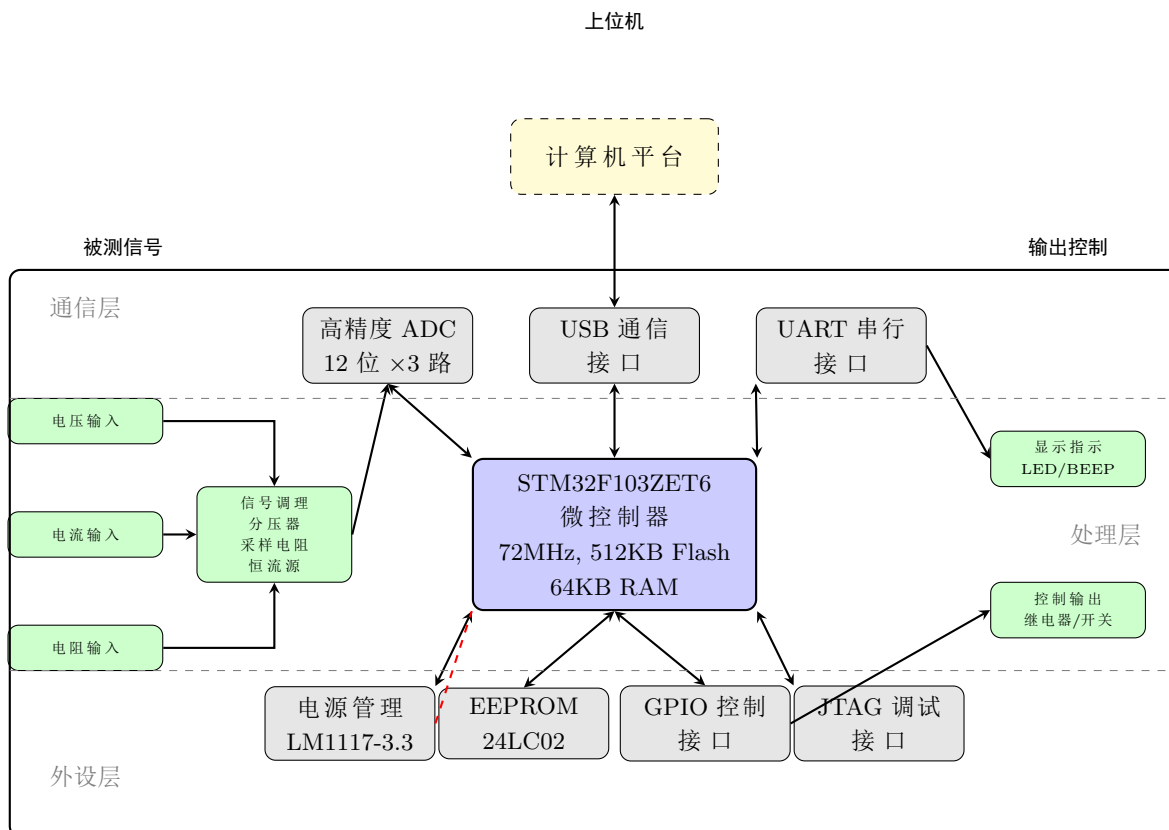 上位机
计算机平台
被测信号
输出控制
通信层
高精度 ADC
12 位 ×3 路
USB 通信
接口
UART 串行
接口
电压输入
电流输入
电阻输入
信号调理
分压器
采样电阻
恒流源
STM32F103ZET6
微控制器
72MHz, 512KB Flash
64KB RAM
显示指示
LED/BEEP
处理层
控制输出
继电器/开关
电源管理
LM1117-3.3
EEPROM
24LC02
GPIO 控制
接口
JTAG 调试
接口
外设层